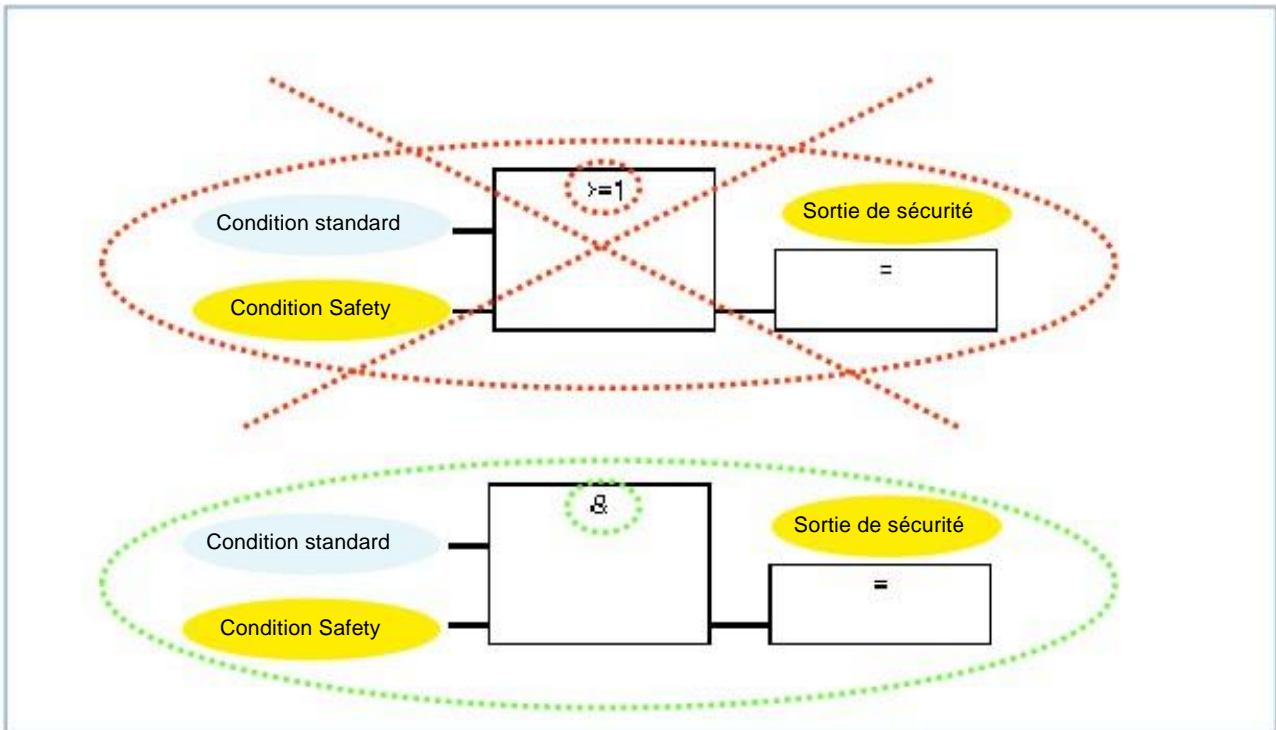 >=1
Condition standard
Sortie de sécurité
=
Condition Safety
&
Condition standard
Sortie de sécurité
=
Condition Safety